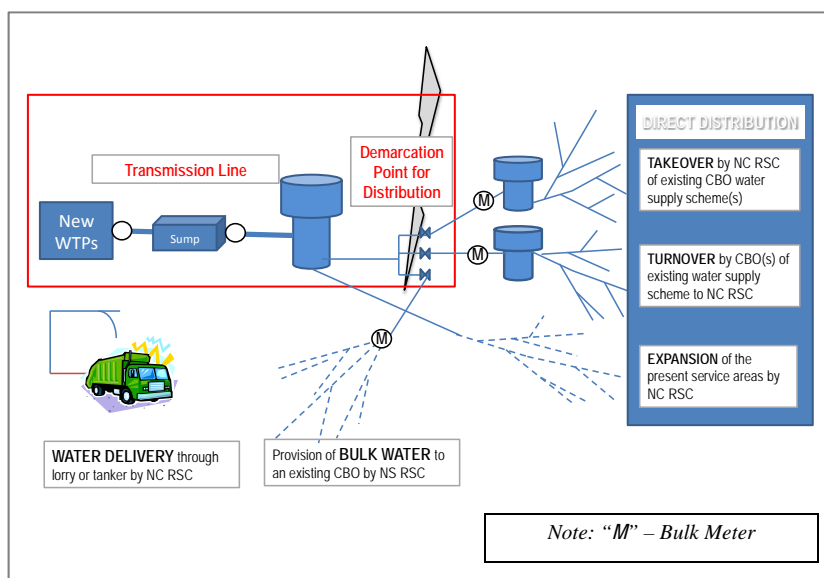 DIRECT DISTRIBUTION
Demarcation
Point for
Distribution
Transmission Line
TAKEOVER by NC RSC
of existing CBO water
supply scheme(s)
M
New
WTPs
Sump
M
TURNOVER by CBO(s) of
existing water supply
scheme to NC RSC
M
EXPANSION of the
present service areas by
NC RSC
WATER DELIVERY through
lorry or tanker by NC RSC
Provision of BULK WATER to
an existing CBO by NS RSC
Note: “M” – Bulk Meter